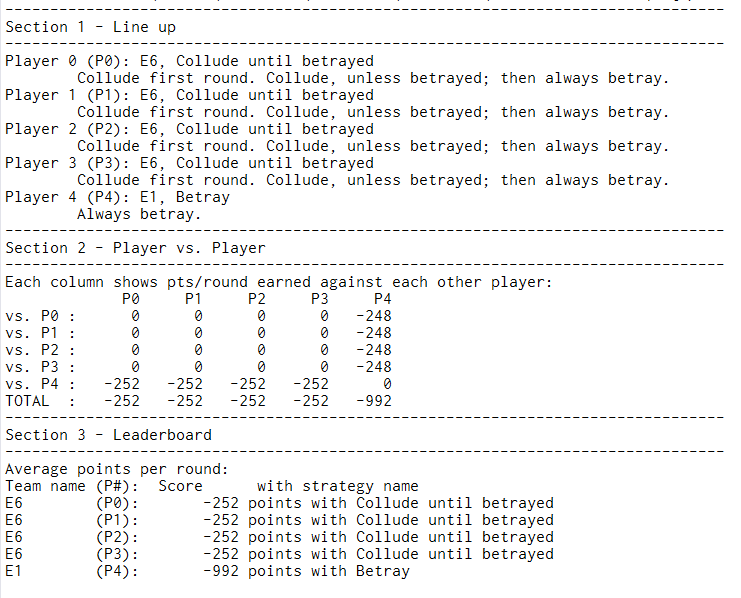 --------------------------------------------------------------------------------
Section 1 - Line up
--------------------------------------------------------------------------------
Player 0 (P0): E6, Collude until betrayed
        Collude first round. Collude, unless betrayed; then always betray.
Player 1 (P1): E6, Collude until betrayed
        Collude first round. Collude, unless betrayed; then always betray.
Player 2 (P2): E6, Collude until betrayed
        Collude first round. Collude, unless betrayed; then always betray.
Player 3 (P3): E6, Collude until betrayed
        Collude first round. Collude, unless betrayed; then always betray.
Player 4 (P4): E1, Betray
        Always betray.
--------------------------------------------------------------------------------
Section 2 - Player vs. Player
--------------------------------------------------------------------------------
Each column shows pts/round earned against each other player:
             P0     P1     P2     P3     P4
vs. P0 :      0      0      0      0   -248
vs. P1 :      0      0      0      0   -248
vs. P2 :      0      0      0      0   -248
vs. P3 :      0      0      0      0   -248
vs. P4 :   -252   -252   -252   -252      0
TOTAL  :   -252   -252   -252   -252   -992
--------------------------------------------------------------------------------
Section 3 - Leaderboard
--------------------------------------------------------------------------------
Average points per round:
Team name (P#):  Score      with strategy name
E6        (P0):       -252 points with Collude until betrayed
E6        (P1):       -252 points with Collude until betrayed
E6        (P2):       -252 points with Collude until betrayed
E6        (P3):       -252 points with Collude until betrayed
E1        (P4):       -992 points with Betray